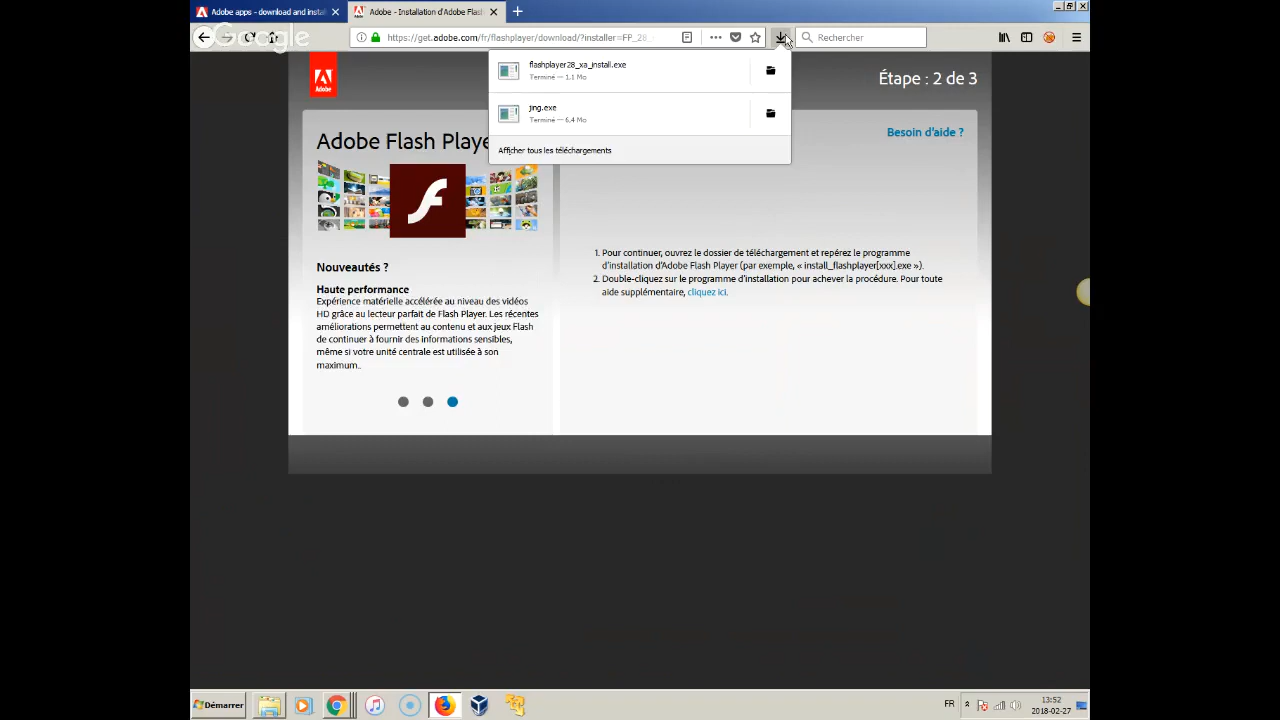 Adobe apps - download and insta
Adobe - Installation d'Adobe Flash
Google
https://get.adobe.com/fr/flashplayer/download/?installer=FP_28_
Rechercher
flashplayer28_xa_install.exe
Terminé — 1,1 Mo
jing.exe
Terminé — 6,4 Mo
Afficher tous les téléchargements
Adobe
Étape : 2 de 3
Adobe Flash Playe
Besoin d'aide ?
Nouveautés ?
Haute performance
Expérience matérielle accélérée au niveau des vidéos
HD grâce au lecteur parfait de Flash Player. Les récentes
améliorations permettent au contenu et aux jeux Flash
de continuer à fournir des informations sensibles,
même si votre unité centrale est utilisée à son
maximum..
1. Pour continuer, ouvrez le dossier de téléchargement et repérez le programme
d'installation d'Adobe Flash Player (par exemple, « install_flashplayer[xxx].exe »).
2. Double-cliquez sur le programme d'installation pour achever la procédure. Pour toute
aide supplémentaire, cliquez ici.
Démarrer
FR
13:52
2018-02-27